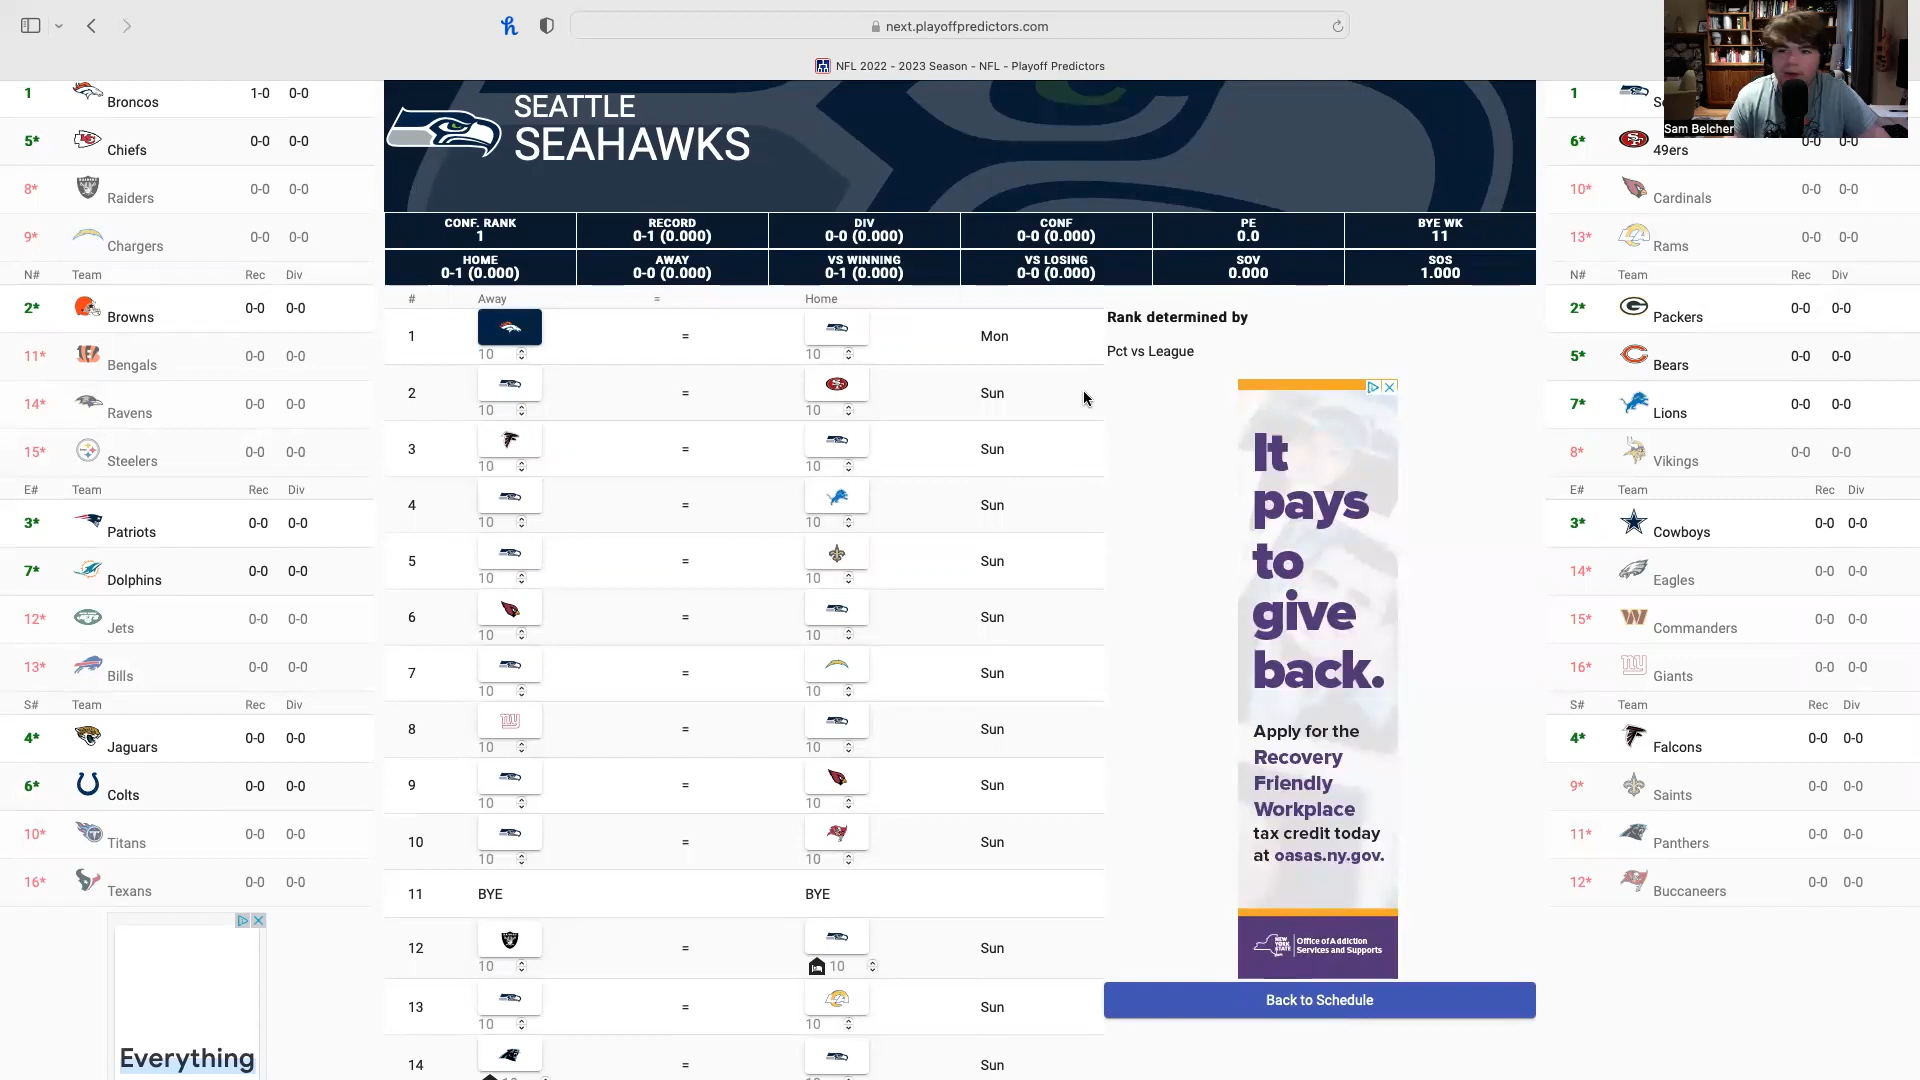 next.playoffpredictors.com
NFL 2022 - 2023 Season - NFL - Playoff Predictors
Sam Belcher
1 Broncos 1-0 0-0
5* Chiefs 0-0 0-0
8* Raiders 0-0 0-0
9* Chargers 0-0 0-0
N# Team Rec Div
2* Browns 0-0 0-0
11* Bengals 0-0 0-0
14* Ravens 0-0 0-0
15* Steelers 0-0 0-0
E# Team Rec Div
3* Patriots 0-0 0-0
7* Dolphins 0-0 0-0
12* Jets 0-0 0-0
13* Bills 0-0 0-0
S# Team Rec Div
4* Jaguars 0-0 0-0
6* Colts 0-0 0-0
10* Titans 0-0 0-0
16* Texans 0-0 0-0
Everything
SEATTLE
SEAHAWKS
CONF. RANK RECORD DIV CONF PE BYE WK
1 0-1 (0.000) 0-0 (0.000) 0-0 (0.000) 0.0 11
HOME AWAY VS WINNING VS LOSING SOV SOS
0-1 (0.000) 0-0 (0.000) 0-1 (0.000) 0-0 (0.000) 0.000 1.000
# Away = Home
1 = Mon
10 10
2 = Sun
10 10
3 = Sun
10 10
4 = Sun
10 10
5 = Sun
10 10
6 = Sun
10 10
7 = Sun
10 10
8 = Sun
10 10
9 = Sun
10 10
10 = Sun
10 10
11 BYE BYE
12 = Sun
10 10
13 = Sun
10 10
14 = Sun
Rank determined by
Pct vs League
It
pays
to
give
back.
Apply for the
Recovery
Friendly
Workplace
tax credit today
at oasas.ny.gov.
NEW YORK STATE
Office of Addiction
Services and Supports
Back to Schedule
1
6* 49ers 0-0 0-0
10* Cardinals 0-0 0-0
13* Rams 0-0 0-0
N# Team Rec Div
2* Packers 0-0 0-0
5* Bears 0-0 0-0
7* Lions 0-0 0-0
8* Vikings 0-0 0-0
E# Team Rec Div
3* Cowboys 0-0 0-0
14* Eagles 0-0 0-0
15* Commanders 0-0 0-0
16* Giants 0-0 0-0
S# Team Rec Div
4* Falcons 0-0 0-0
9* Saints 0-0 0-0
11* Panthers 0-0 0-0
12* Buccaneers 0-0 0-0